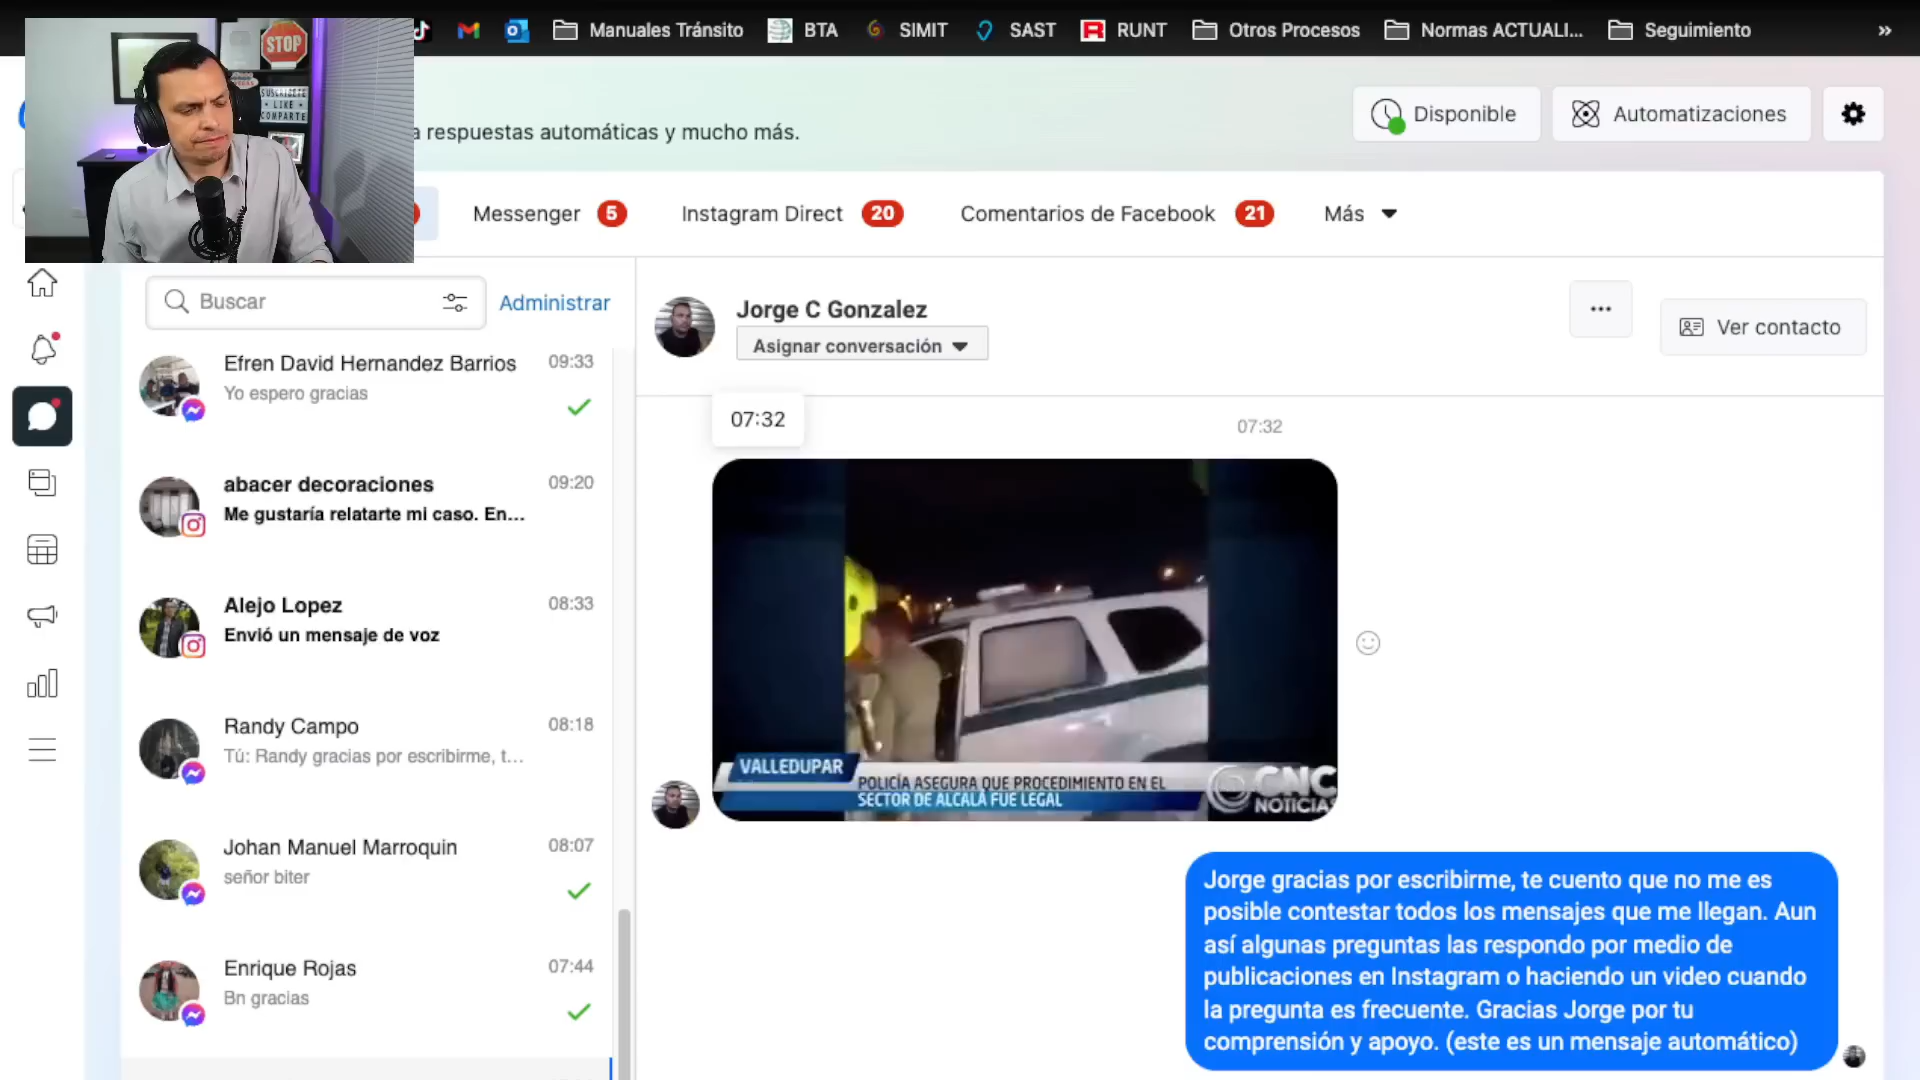 Manuales Tránsito
BTA
SIMIT
SAST
RUNT
Otros Procesos
Normas ACTUALI...
Seguimiento
»
STOP
SUSCRIBETE
LIKE
COMPARTE
a respuestas automáticas y mucho más.
Disponible
Automatizaciones
Messenger 5
Instagram Direct 20
Comentarios de Facebook 21
Más
Buscar
Administrar
Efren David Hernandez Barrios 09:33
Yo espero gracias
abacer decoraciones 09:20
Me gustaría relatarte mi caso. En...
Alejo Lopez 08:33
Envió un mensaje de voz
Randy Campo 08:18
Tú: Randy gracias por escribirme, t...
Johan Manuel Marroquin 08:07
señor biter
Enrique Rojas 07:44
Bn gracias
Jorge C Gonzalez
Asignar conversación
Ver contacto
07:32
07:32
VALLEDUPAR
POLICÍA ASEGURA QUE PROCEDIMIENTO EN EL
SECTOR DE ALCALÁ FUE LEGAL
CNC
NOTICIAS
Jorge gracias por escribirme, te cuento que no me es
posible contestar todos los mensajes que me llegan. Aun
así algunas preguntas las respondo por medio de
publicaciones en Instagram o haciendo un video cuando
la pregunta es frecuente. Gracias Jorge por tu
comprensión y apoyo. (este es un mensaje automático)